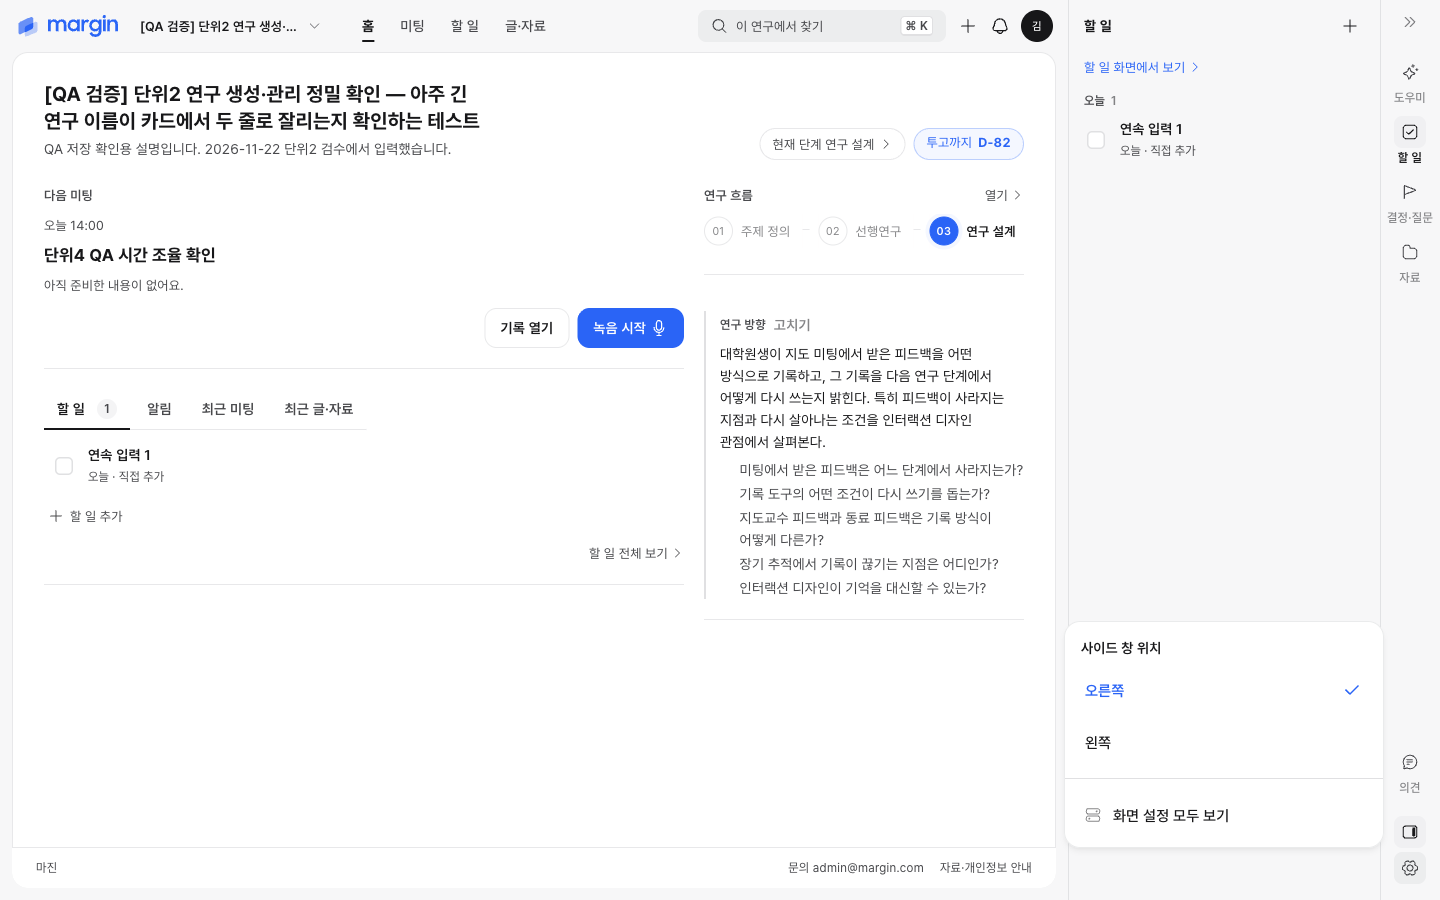 margin
[QA 검증] 단위2 연구 생성·...
홈
미팅
할 일
글·자료
이 연구에서 찾기
⌘ K
김
[QA 검증] 단위2 연구 생성·관리 정밀 확인 — 아주 긴
연구 이름이 카드에서 두 줄로 잘리는지 확인하는 테스트
QA 저장 확인용 설명입니다. 2026-11-22 단위2 검수에서 입력했습니다.
현재 단계 연구 설계
투고까지 D-82
다음 미팅
오늘 14:00
단위4 QA 시간 조율 확인
아직 준비한 내용이 없어요.
기록 열기
녹음 시작
할 일 1
알림
최근 미팅
최근 글·자료
연속 입력 1
오늘 · 직접 추가
할 일 추가
할 일 전체 보기
연구 흐름
열기
01 주제 정의
02 선행연구
03 연구 설계
연구 방향 고치기
대학원생이 지도 미팅에서 받은 피드백을 어떤
방식으로 기록하고, 그 기록을 다음 연구 단계에서
어떻게 다시 쓰는지 밝힌다. 특히 피드백이 사라지는
지점과 다시 살아나는 조건을 인터랙션 디자인
관점에서 살펴본다.
미팅에서 받은 피드백은 어느 단계에서 사라지는가?
기록 도구의 어떤 조건이 다시 쓰기를 돕는가?
지도교수 피드백과 동료 피드백은 기록 방식이
어떻게 다른가?
장기 추적에서 기록이 끊기는 지점은 어디인가?
인터랙션 디자인이 기억을 대신할 수 있는가?
마진
문의 admin@margin.com
자료·개인정보 안내
할 일
할 일 화면에서 보기
오늘 1
연속 입력 1
오늘 · 직접 추가
사이드 창 위치
오른쪽
왼쪽
화면 설정 모두 보기
도우미
할 일
결정·질문
자료
의견